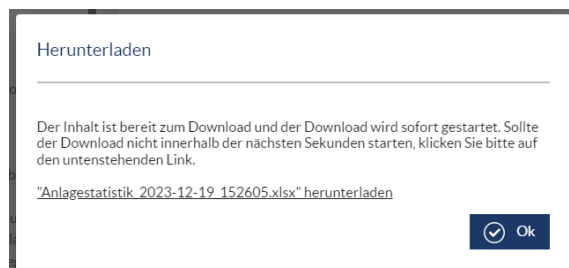 Herunterladen
Der Inhalt ist bereit zum Download und der Download wird sofort gestartet. Sollte
der Download nicht innerhalb der nächsten Sekunden starten, klicken Sie bitte auf
den untenstehenden Link.
"Anlagestatistik_2023-12-19_152605.xlsx" herunterladen
Ok